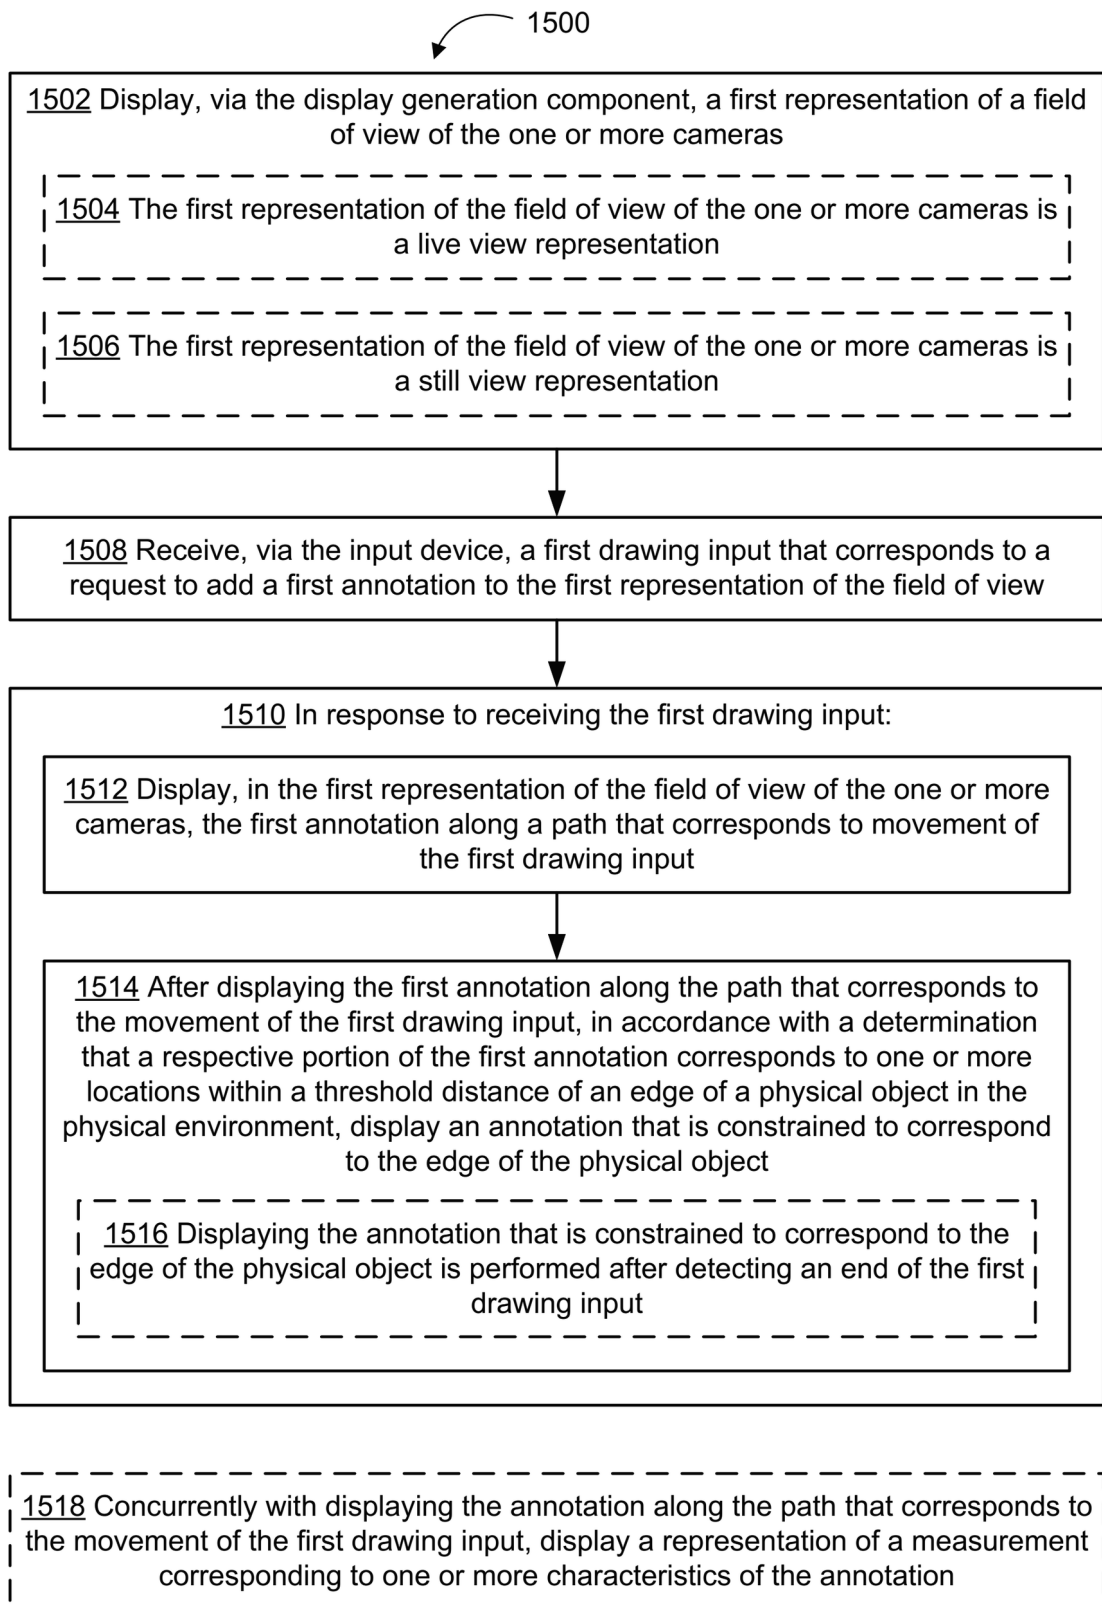 1500
1502 Display, via the display generation component, a first representation of a field
of view of the one or more cameras
1504 The first representation of the field of view of the one or more cameras is
a live view representation
1506 The first representation of the field of view of the one or more cameras is
a still view representation
1508 Receive, via the input device, a first drawing input that corresponds to a
request to add a first annotation to the first representation of the field of view
1510 In response to receiving the first drawing input:
1512 Display, in the first representation of the field of view of the one or more
cameras, the first annotation along a path that corresponds to movement of
the first drawing input
1514 After displaying the first annotation along the path that corresponds to
the movement of the first drawing input, in accordance with a determination
that a respective portion of the first annotation corresponds to one or more
locations within a threshold distance of an edge of a physical object in the
physical environment, display an annotation that is constrained to correspond
to the edge of the physical object
1516 Displaying the annotation that is constrained to correspond to the
edge of the physical object is performed after detecting an end of the first
drawing input
1518 Concurrently with displaying the annotation along the path that corresponds to
the movement of the first drawing input, display a representation of a measurement
corresponding to one or more characteristics of the annotation